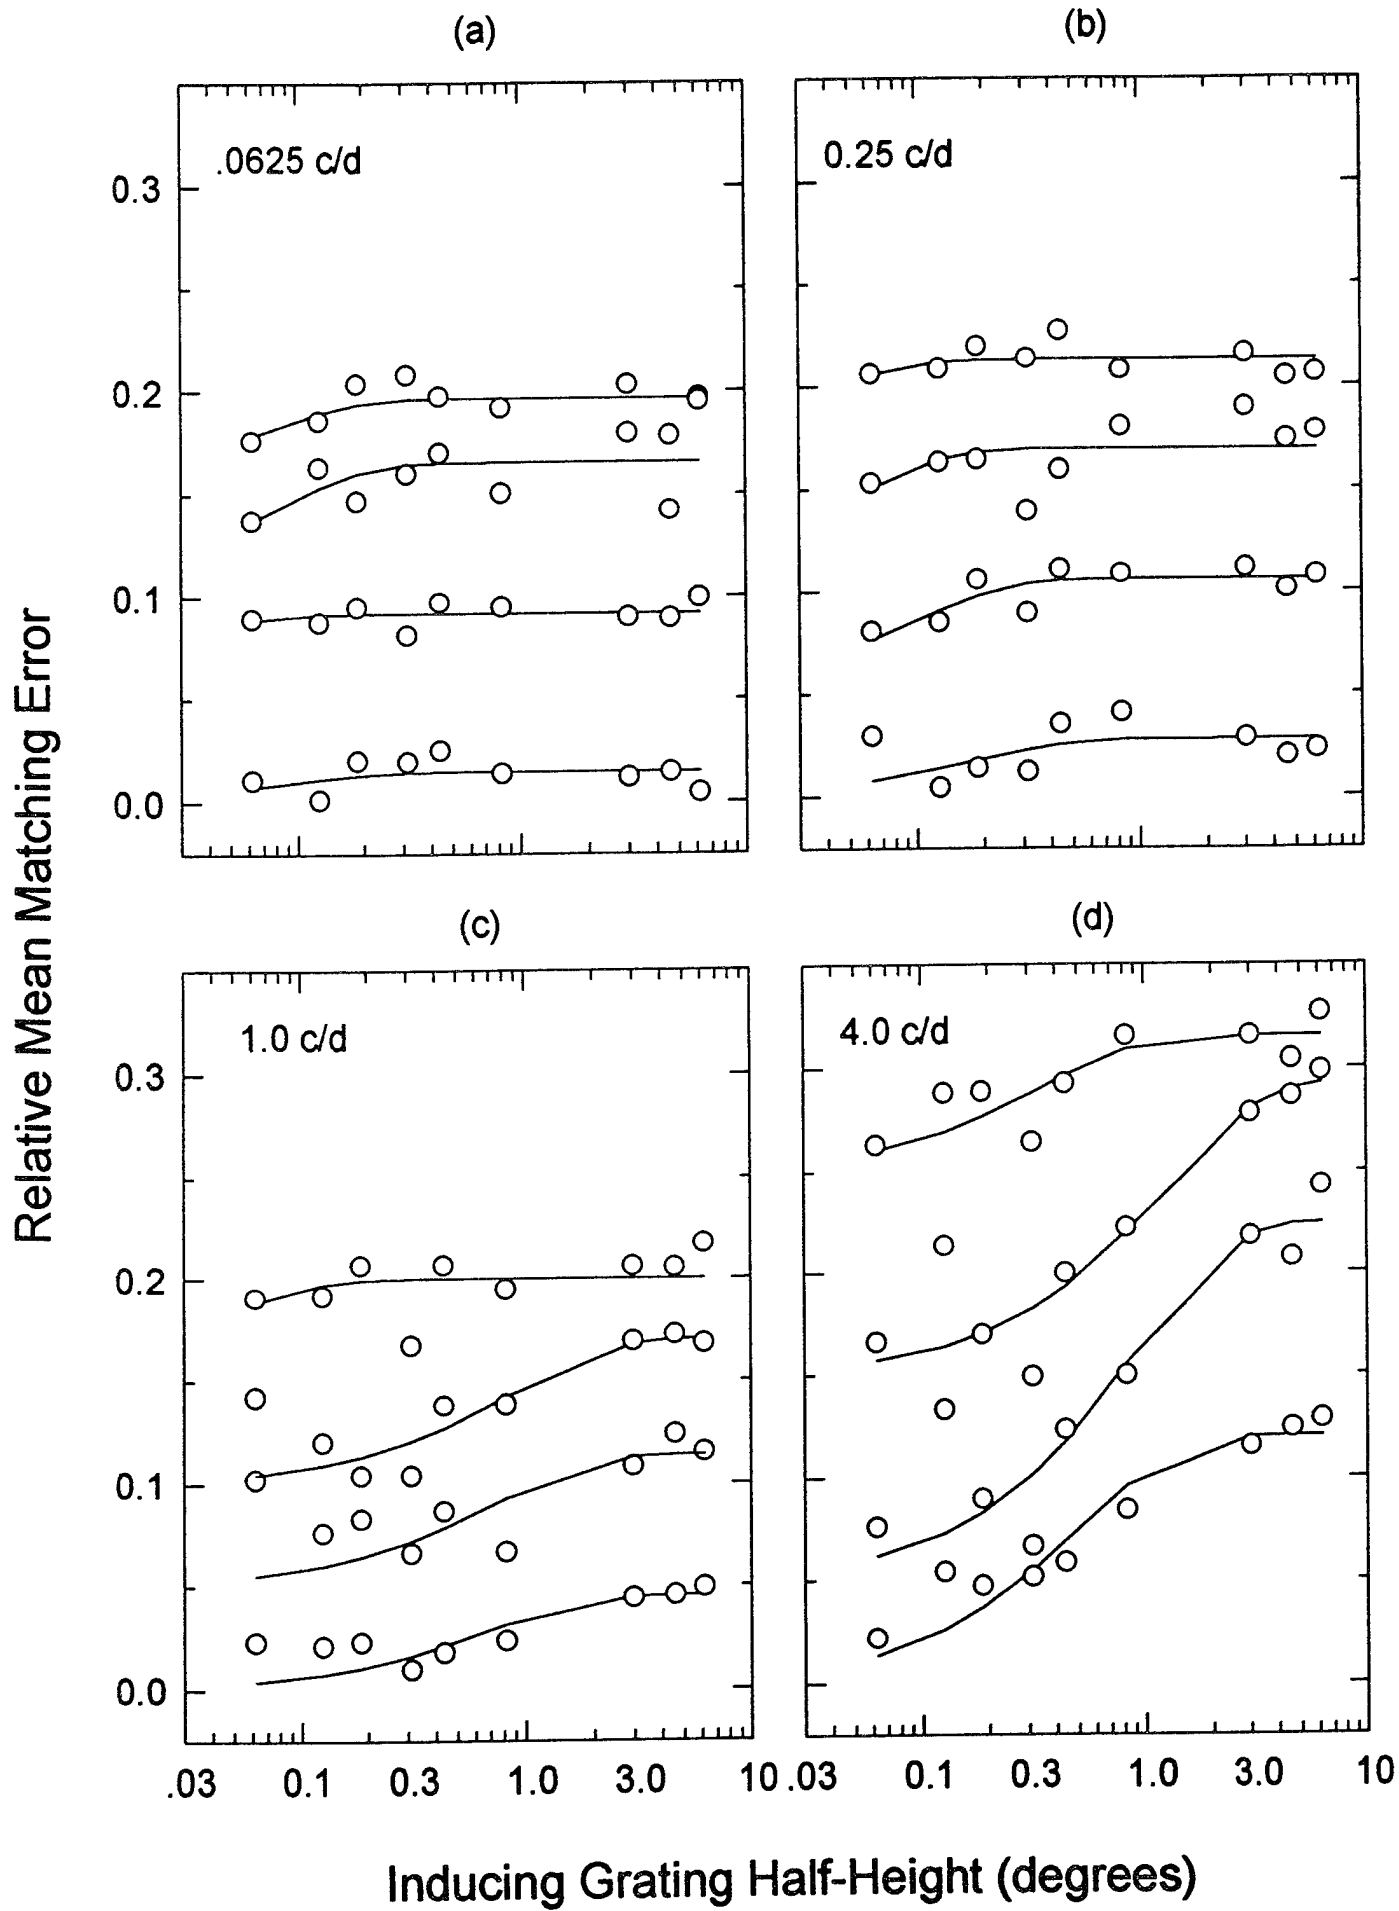 (a)
(b)
.0625 c/d
0.25 c/d
0.3
0.2
0.1
0.0
(c)
(d)
1.0 c/d
4.0 c/d
0.3
0.2
0.1
0.0
.03 0.1 0.3 1.0 3.0 10 .03 0.1 0.3 1.0 3.0 10
Relative Mean Matching Error
Inducing Grating Half-Height (degrees)